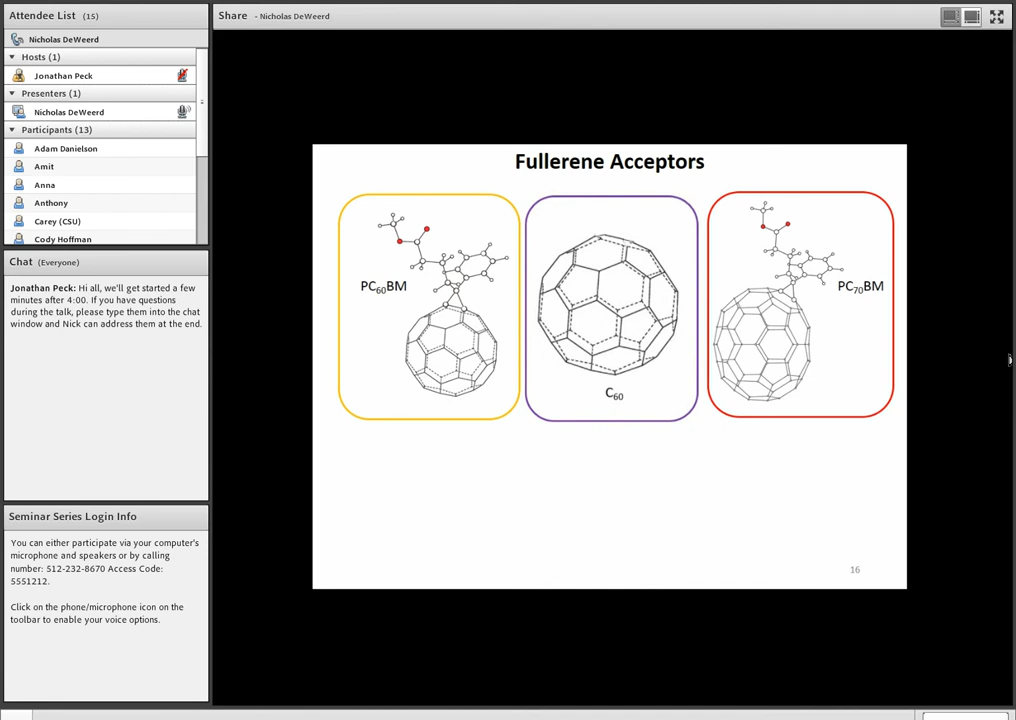 Attendee List (15)
Nicholas DeWeerd
Hosts (1)
Jonathan Peck
Presenters (1)
Nicholas DeWeerd
Participants (13)
Adam Danielson
Amit
Anna
Anthony
Carey (CSU)
Cody Hoffman
Chat (Everyone)
Jonathan Peck: Hi all, we'll get started a few
minutes after 4:00. If you have questions
during the talk, please type them into the chat
window and Nick can address them at the end.
Seminar Series Login Info
You can either participate via your computer's
microphone and speakers or by calling
number: 512-232-8670 Access Code:
5551212.
Click on the phone/microphone icon on the
toolbar to enable your voice options.
Share - Nicholas DeWeerd
Fullerene Acceptors
PC₆₀BM
C₆₀
PC₇₀BM
16